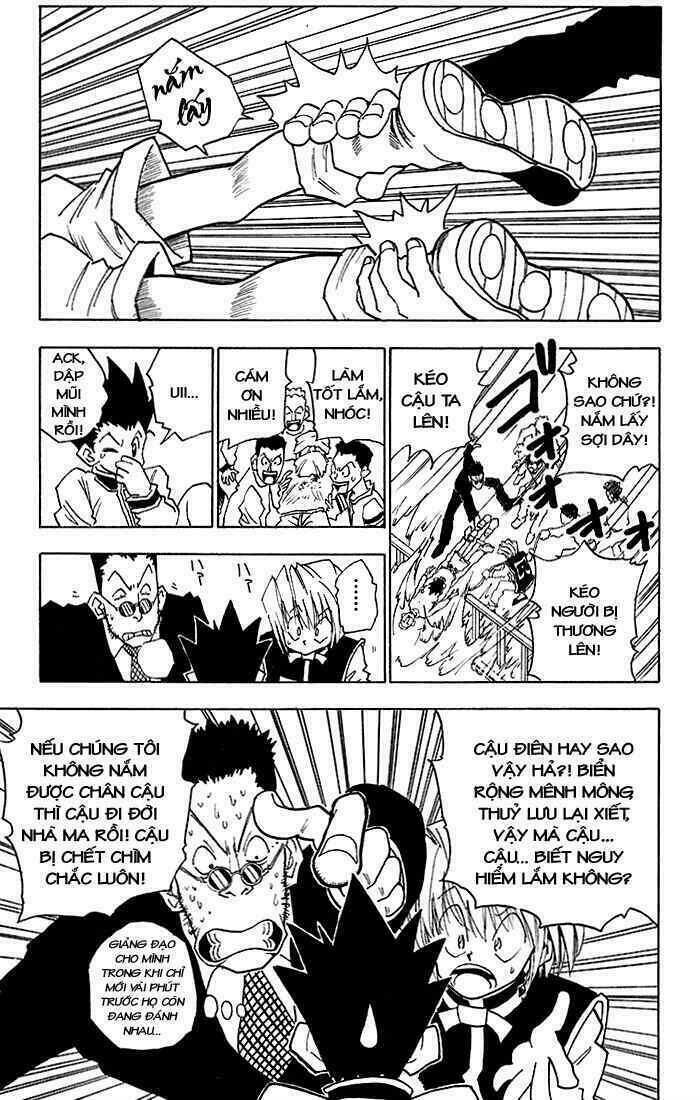 nắm
lấy
KHÔNG
SAO CHỨ?!
NẮM LẤY
SỢI DÂY!
KÉO
CẬU TA
LÊN!
KÉO
NGƯỜI BỊ
THƯƠNG
LÊN!
LÀM
TỐT LẮM,
NHÓC!
CÁM
ƠN
NHIỀU!
UII...
ACK,
DẬP
MŨI
MÌNH
RỒI!
......
CẬU ĐIÊN HAY SAO
VẬY HẢ?! BIỂN
RỘNG MÊNH MÔNG,
THUỶ LƯU LẠI XIẾT,
VẬY MÀ CẬU...
CẬU... BIẾT NGUY
HIỂM LẮM KHÔNG?
NẾU CHÚNG TÔI
KHÔNG NẮM
ĐƯỢC CHÂN CẬU
THÌ CẬU ĐI ĐỜI
NHÀ MA RỒI! CẬU
BỊ CHẾT CHÌM
CHẮC LUÔN!
GIẢNG ĐẠO
CHO MÌNH
TRONG KHI CHỈ
MỚI VÀI PHÚT
TRƯỚC HỌ CÒN
ĐANG ĐÁNH
NHAU...